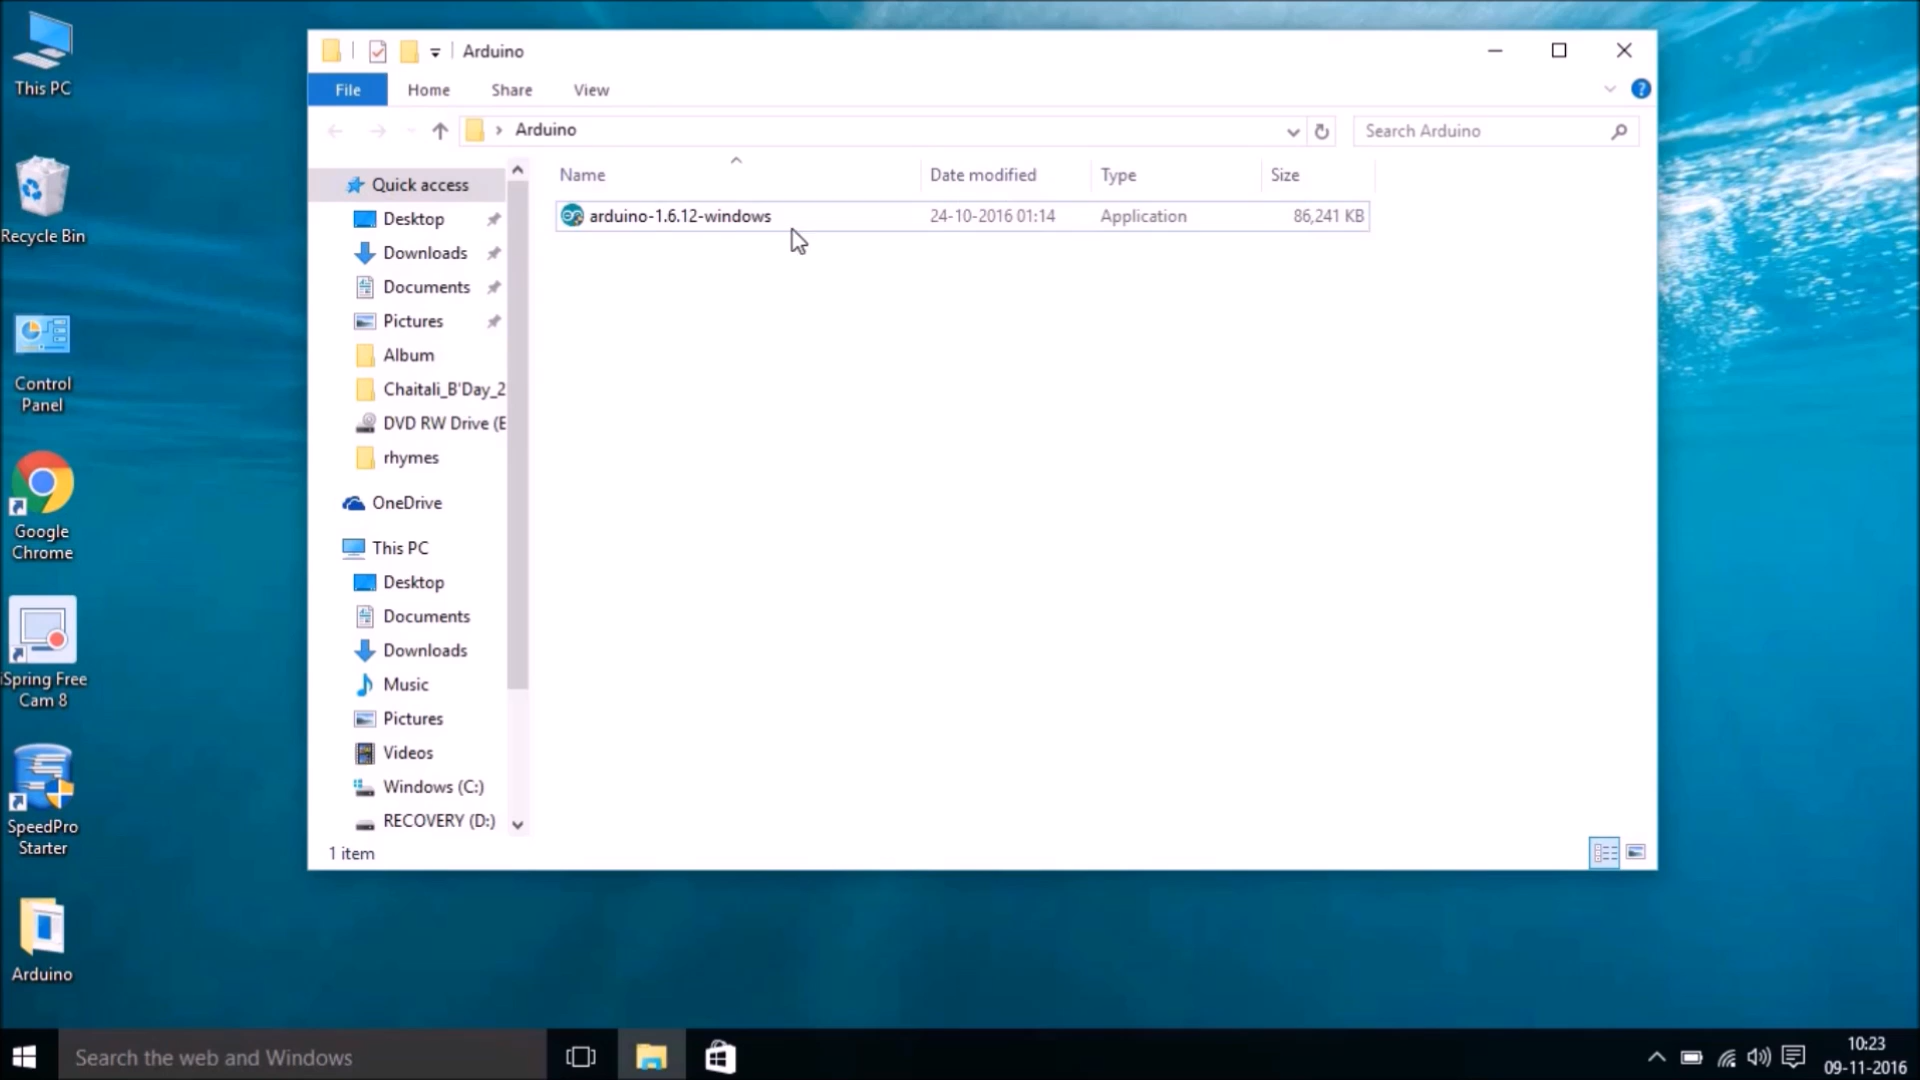 This PC
Recycle Bin
Control
Panel
Google
Chrome
iSpring Free
Cam 8
SpeedPro
Starter
Arduino
Arduino
File Home Share View
Arduino
Search Arduino
Quick access
Desktop
Downloads
Documents
Pictures
Album
Chaitali_B'Day_2
DVD RW Drive (E
rhymes
OneDrive
This PC
Desktop
Documents
Downloads
Music
Pictures
Videos
Windows (C:)
RECOVERY (D:)
Name Date modified Type Size
arduino-1.6.12-windows 24-10-2016 01:14 Application 86,241 KB
1 item
Search the web and Windows
10:23
09-11-2016